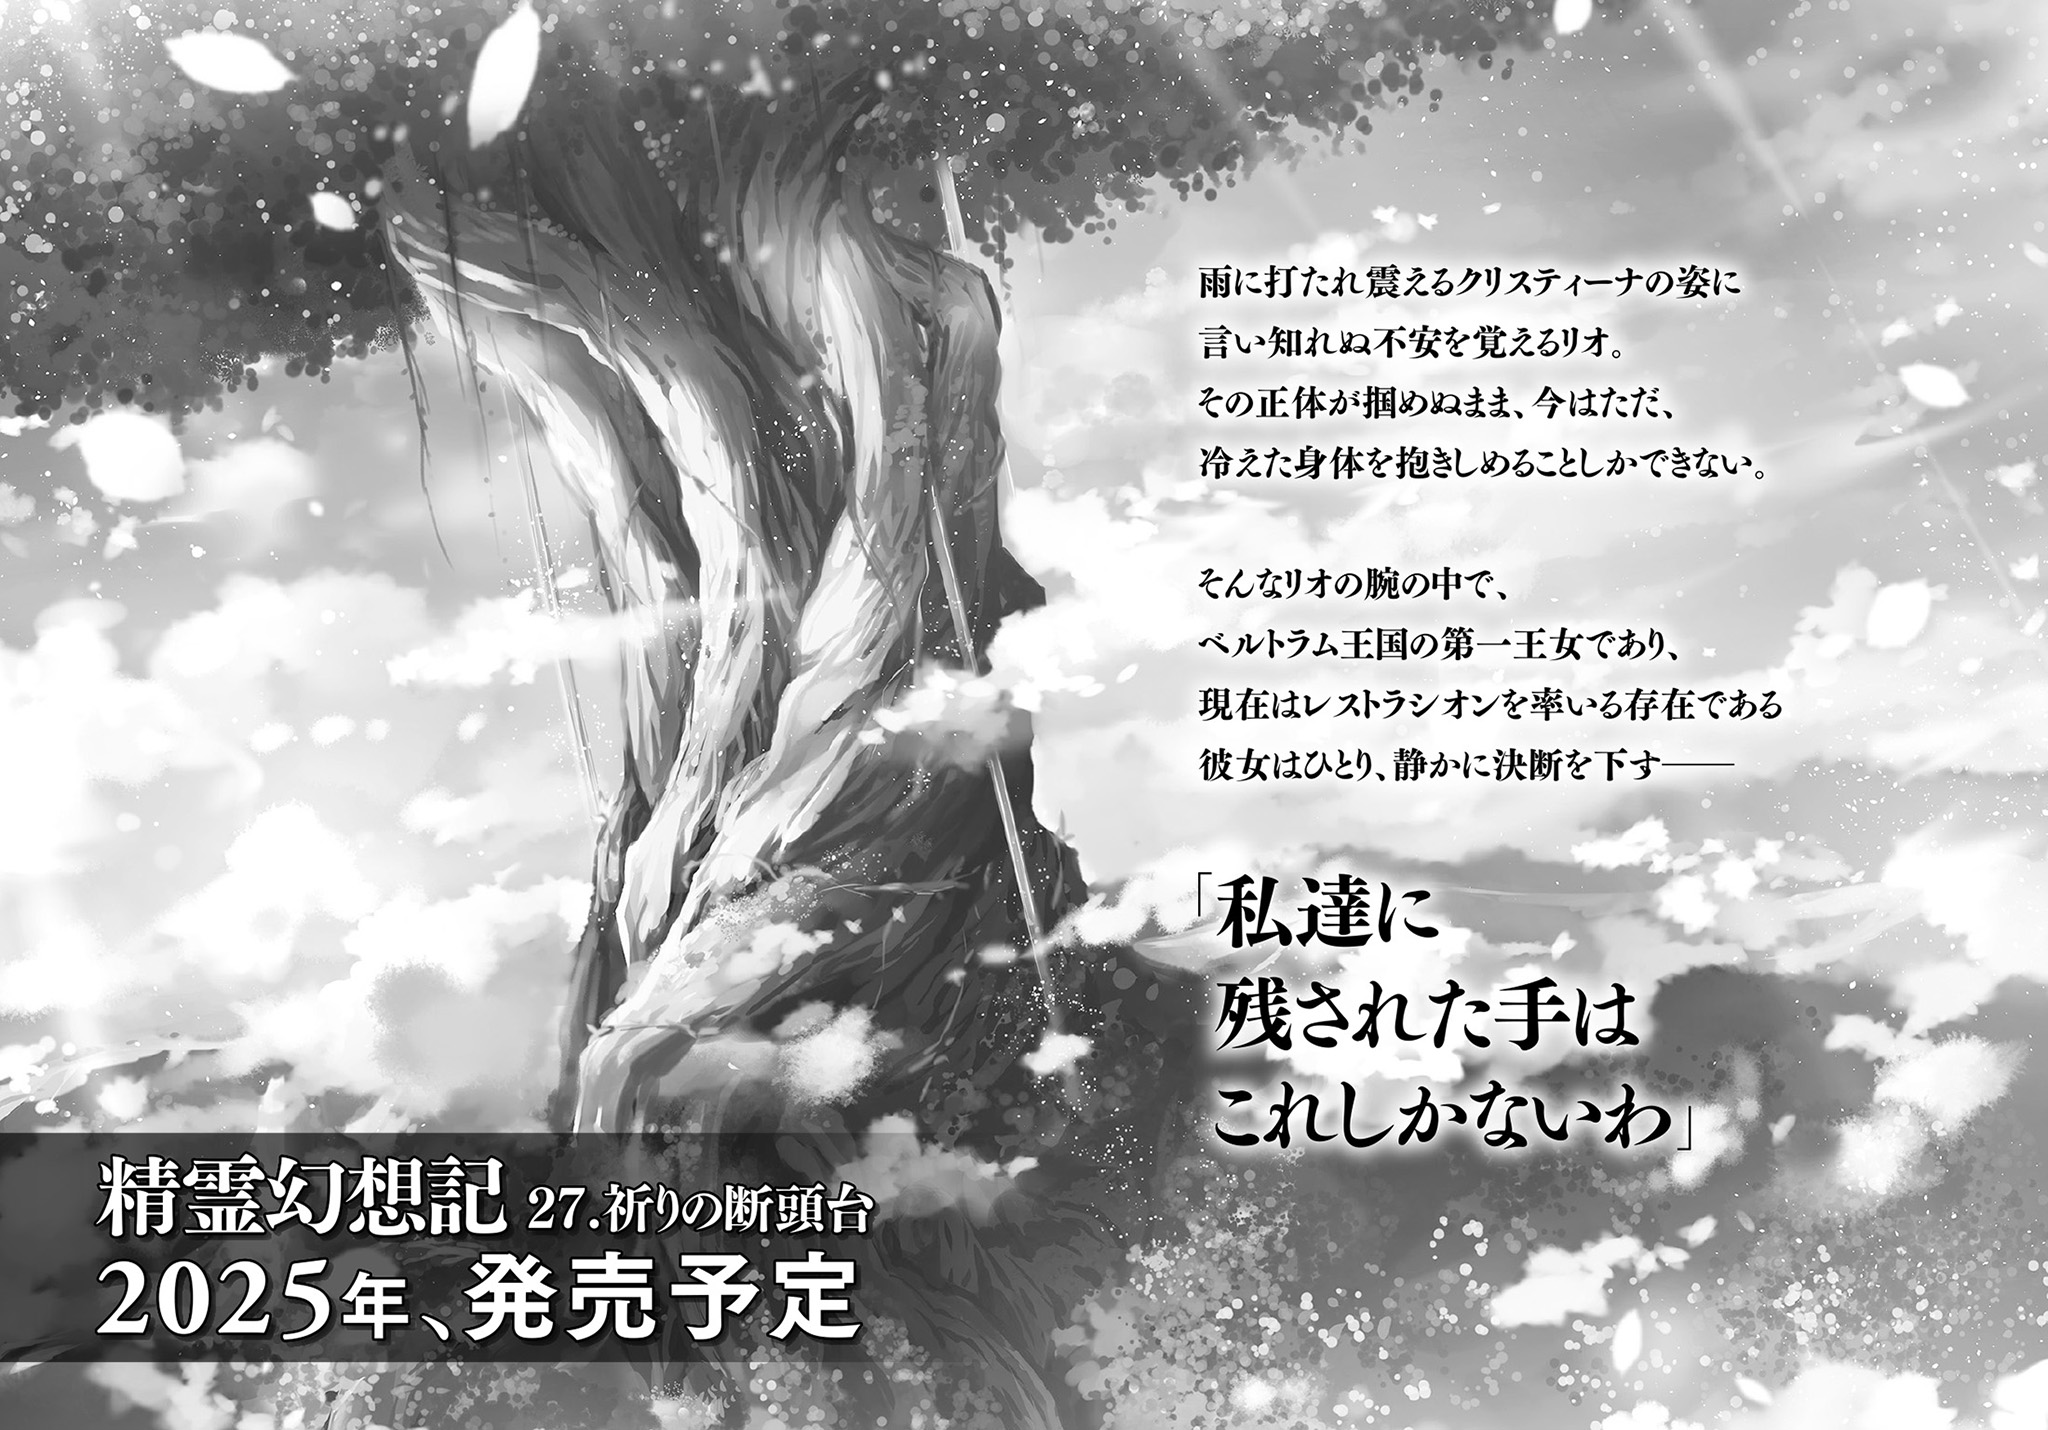 雨に打たれ震えるクリスティーナの姿に
言い知れぬ不安を覚えるリオ。
その正体が掴めぬまま、今はただ、
冷えた身体を抱きしめることしかできない。
そんなリオの腕の中で、
ベルトラム王国の第一王女であり、
現在はレストラシオンを率いる存在である
彼女はひとり、静かに決断を下す――
「私達に
残された手は
これしかないわ」
精霊幻想記 27.祈りの断頭台
2025年、発売予定